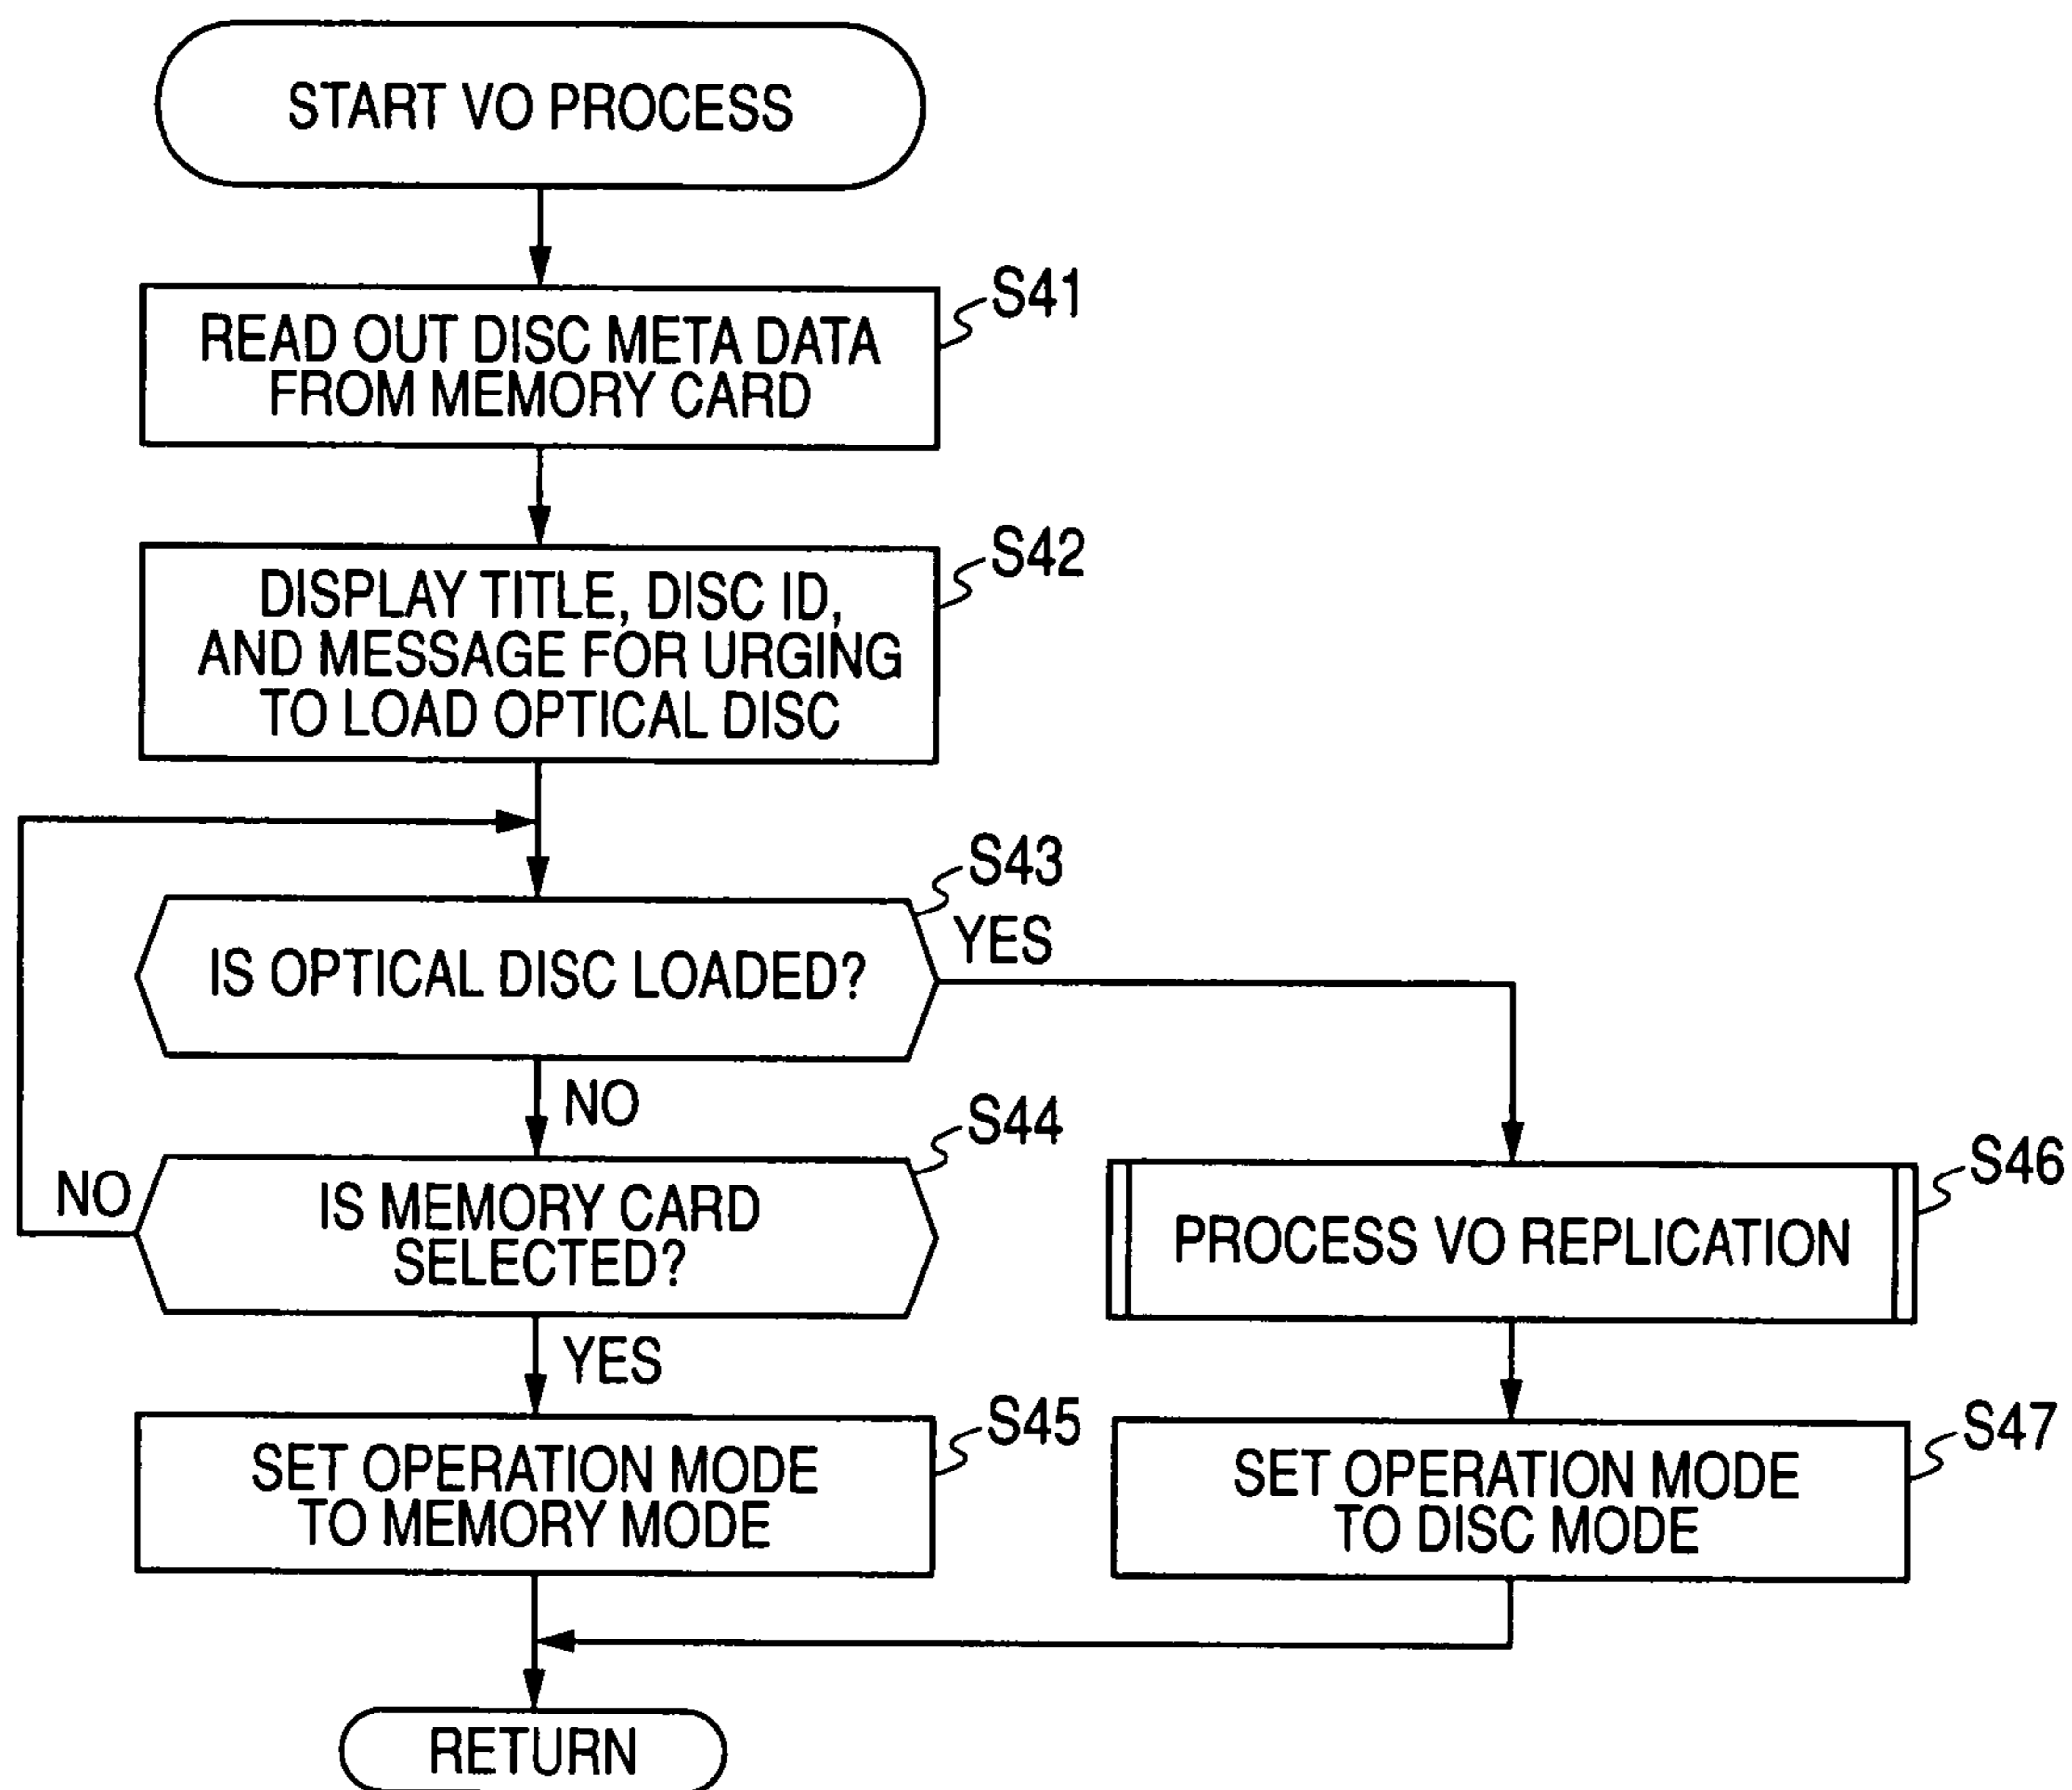 START VO PROCESS
S41
READ OUT DISC META DATA
FROM MEMORY CARD
S42
DISPLAY TITLE, DISC ID,
AND MESSAGE FOR URGING
TO LOAD OPTICAL DISC
S43
IS OPTICAL DISC LOADED?
YES
NO
S44
IS MEMORY CARD
SELECTED?
NO
YES
S46
PROCESS VO REPLICATION
S45
SET OPERATION MODE
TO MEMORY MODE
S47
SET OPERATION MODE
TO DISC MODE
RETURN